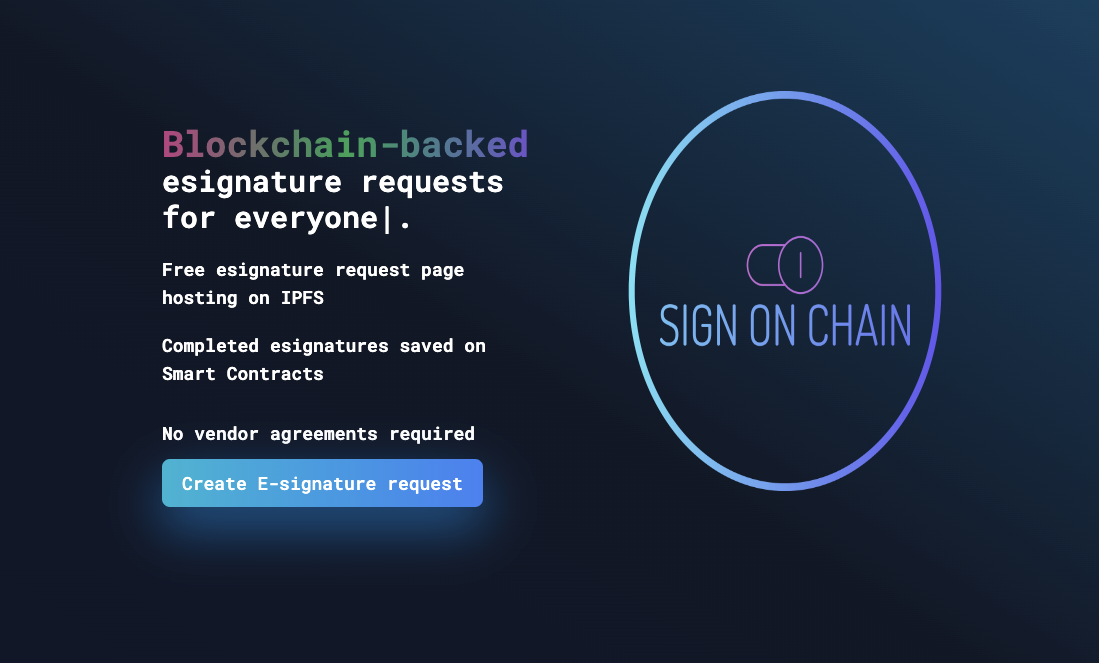 Blockchain-backed
esignature requests
for everyone|.
Free esignature request page
hosting on IPFS
Completed esignatures saved on
Smart Contracts
No vendor agreements required
Create E-signature request
SIGN ON CHAIN